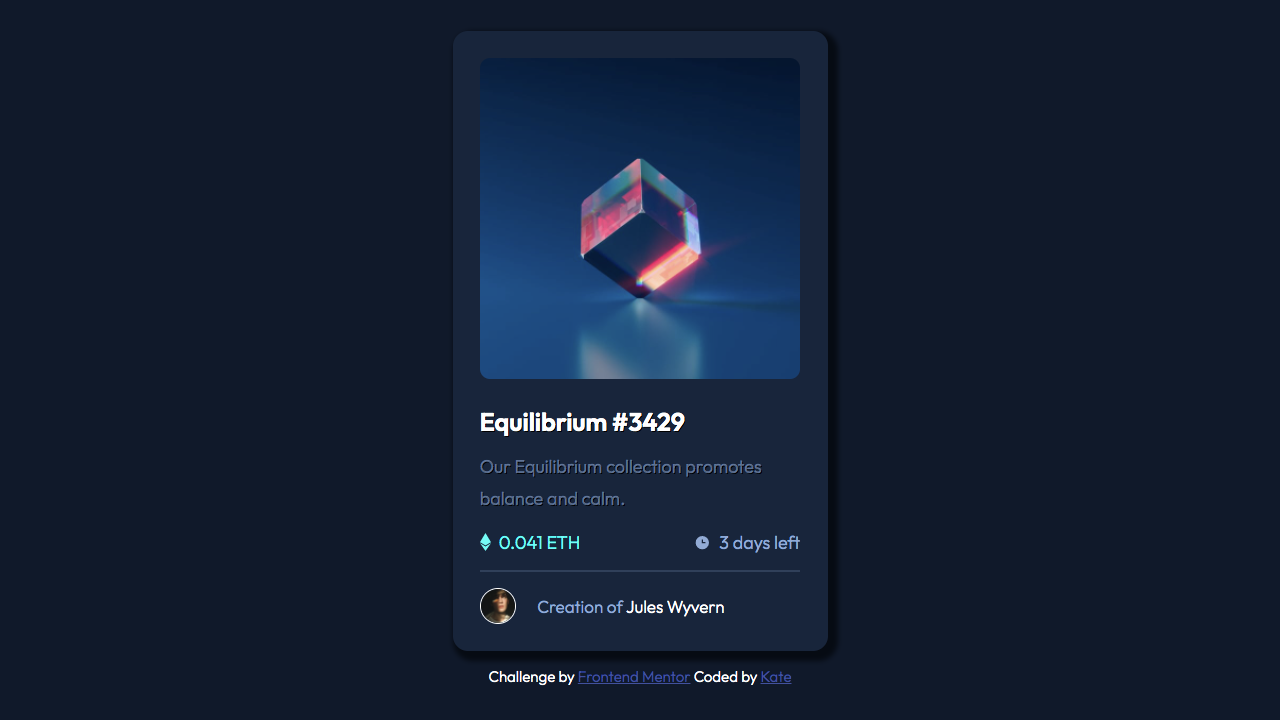 Equilibrium #3429
Our Equilibrium collection promotes
balance and calm.
0.041 ETH
3 days left
Creation of Jules Wyvern
Challenge by Frontend Mentor Coded by Kate